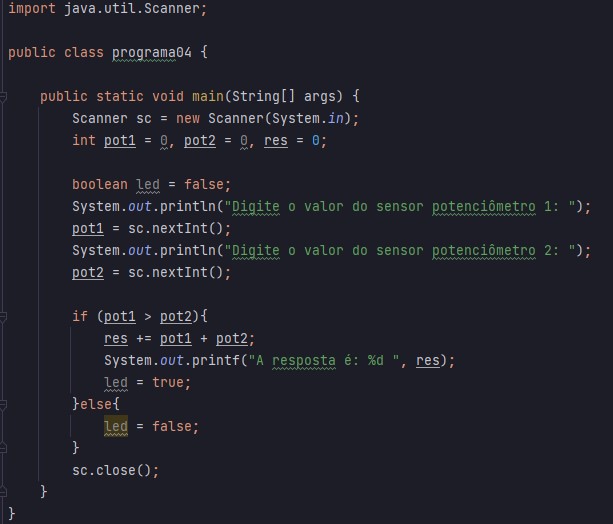 import java.util.Scanner;
public class programa04 {
public static void main(String[] args) {
Scanner sc = new Scanner(System.in);
int pot1 = 0, pot2 = 0, res = 0;
boolean led = false;
System.out.println("Digite o valor do sensor potenciômetro 1: ");
pot1 = sc.nextInt();
System.out.println("Digite o valor do sensor potenciômetro 2: ");
pot2 = sc.nextInt();
if (pot1 > pot2){
res += pot1 + pot2;
System.out.printf("A resposta é: %d ", res);
led = true;
}else{
led = false;
}
sc.close();
}
}